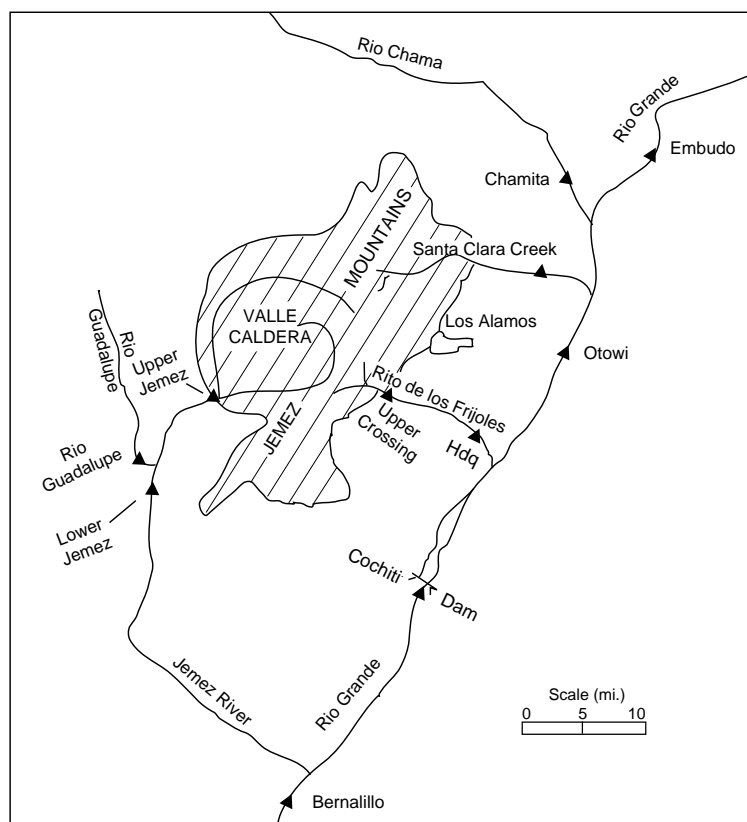 Rio Chama
Rio Grande
Embudo
Chamita
MOUNTAINS
Santa Clara Creek
VALLE
CALDERA
Los Alamos
Rio
Guadalupe
Upper
Jemez
Otowi
Rito de los Frijoles
Upper
Crossing
JEMEZ
Hdq
Rio
Guadalupe
Lower
Jemez
Cochiti
Dam
Jemez River
Rio Grande
Scale (mi.)
0 5 10
Bernalillo